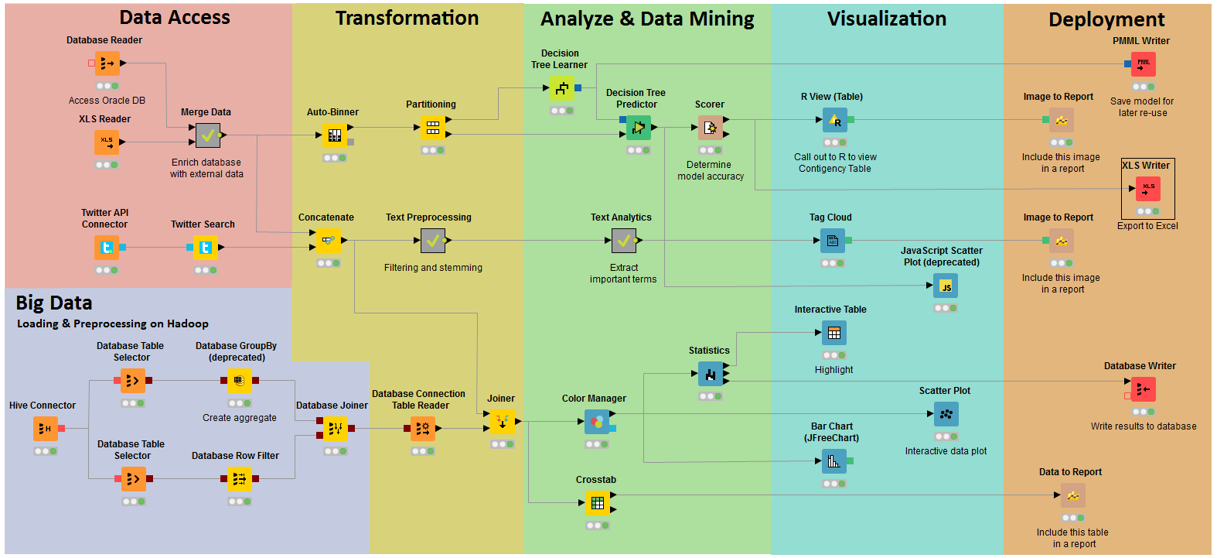 Data Access
Transformation
Analyze & Data Mining
Visualization
Deployment
Database Reader
Access Oracle DB
XLS Reader
XLS
Merge Data
Enrich database
with external data
Twitter API
Connector
Twitter Search
Auto-Binner
Partitioning
Concatenate
Text Preprocessing
Filtering and stemming
Decision
Tree Learner
Decision Tree
Predictor
Scorer
Determine
model accuracy
Text Analytics
Extract
important terms
R View (Table)
R
Call out to R to view
Contigency Table
Tag Cloud
JavaScript Scatter
Plot (deprecated)
JS
PMML Writer
PMML
Save model for
later re-use
Image to Report
Include this image
in a report
XLS Writer
XLS
Export to Excel
Image to Report
Include this image
in a report
Big Data
Loading & Preprocessing on Hadoop
Hive Connector
H
Database Table
Selector
Database GroupBy
(deprecated)
Create aggregate
Database Table
Selector
Database Row Filter
Database Joiner
Database Connection
Table Reader
Joiner
Color Manager
Statistics
Crosstab
Interactive Table
Highlight
Bar Chart
(JFreeChart)
Scatter Plot
Interactive data plot
Database Writer
Write results to database
Data to Report
Include this table
in a report